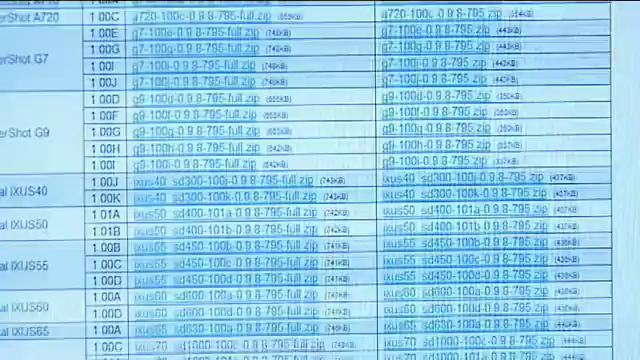 erShot A720 1.00C a720-100c-0.9.8-795-full.zip a720-100c-0.9.8-795.zip
1.00E g7-100e-0.9.8-795-full.zip g7-100e-0.9.8-795.zip
erShot G7 1.00G g7-100g-0.9.8-795-full.zip g7-100g-0.9.8-795.zip
1.00I g7-100i-0.9.8-795-full.zip g7-100i-0.9.8-795.zip
1.00J g7-100j-0.9.8-795-full.zip g7-100j-0.9.8-795.zip
1.00D g9-100d-0.9.8-795-full.zip g9-100d-0.9.8-795.zip
1.00F g9-100f-0.9.8-795-full.zip g9-100f-0.9.8-795.zip
erShot G9 1.00G g9-100g-0.9.8-795-full.zip g9-100g-0.9.8-795.zip
1.00H g9-100h-0.9.8-795-full.zip g9-100h-0.9.8-795.zip
1.00I g9-100i-0.9.8-795-full.zip g9-100i-0.9.8-795.zip
al IXUS40 1.00J ixus40_sd300-100j-0.9.8-795-full.zip (743KB) ixus40_sd300-100j-0.9.8-795.zip (437KB)
1.00K ixus40_sd300-100k-0.9.8-795-full.zip (743KB) ixus40_sd300-100k-0.9.8-795.zip (437KB)
al IXUS50 1.01A ixus50_sd400-101a-0.9.8-795-full.zip (742KB) ixus50_sd400-101a-0.9.8-795.zip (437KB)
1.01B ixus50_sd400-101b-0.9.8-795-full.zip (742KB) ixus50_sd400-101b-0.9.8-795.zip (437KB)
1.00B ixus55_sd450-100b-0.9.8-795-full.zip ixus55_sd450-100b-0.9.8-795.zip
al IXUS55 1.00C ixus55_sd450-100c-0.9.8-795-full.zip ixus55_sd450-100c-0.9.8-795.zip
1.00D ixus55_sd450-100d-0.9.8-795-full.zip ixus55_sd450-100d-0.9.8-795.zip
al IXUS60 1.00A ixus60_sd600-100a-0.9.8-795-full.zip ixus60_sd600-100a-0.9.8-795.zip
1.00D ixus60_sd600-100d-0.9.8-795-full.zip ixus60_sd600-100d-0.9.8-795.zip
al IXUS65 1.00A ixus65_sd630-100a-0.9.8-795-full.zip ixus65_sd630-100a-0.9.8-795.zip
1.00C ixus70_sd1000-100c-0.9.8-795-full.zip ixus70_sd1000-100c-0.9.8-795.zip